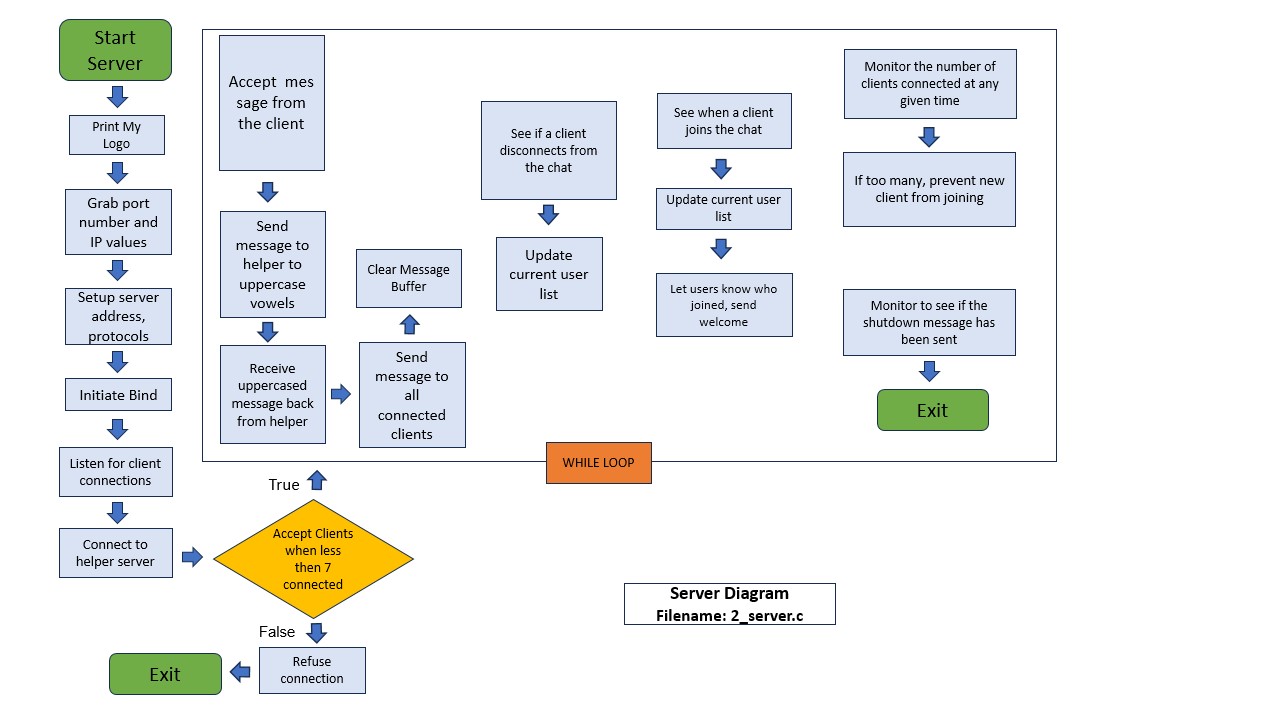 Start
Server
Print My
Logo
Grab port
number and
IP values
Setup server
address,
protocols
Initiate Bind
Listen for client
connections
Connect to
helper server
Accept  mes
sage from
the client
Send
message to
helper to
uppercase
vowels
Receive
uppercased
message back
from helper
Clear Message
Buffer
Send
message to
all
connected
clients
See if a client
disconnects from
the chat
Update
current user
list
See when a client
joins the chat
Update current user
list
Let users know who
joined, send
welcome
Monitor the number of
clients connected at any
given time
If too many, prevent new
client from joining
Monitor to see if the
shutdown message has
been sent
Exit
WHILE LOOP
True
Accept Clients
when less
then 7
connected
False
Refuse
connection
Exit
Server Diagram
Filename: 2_server.c